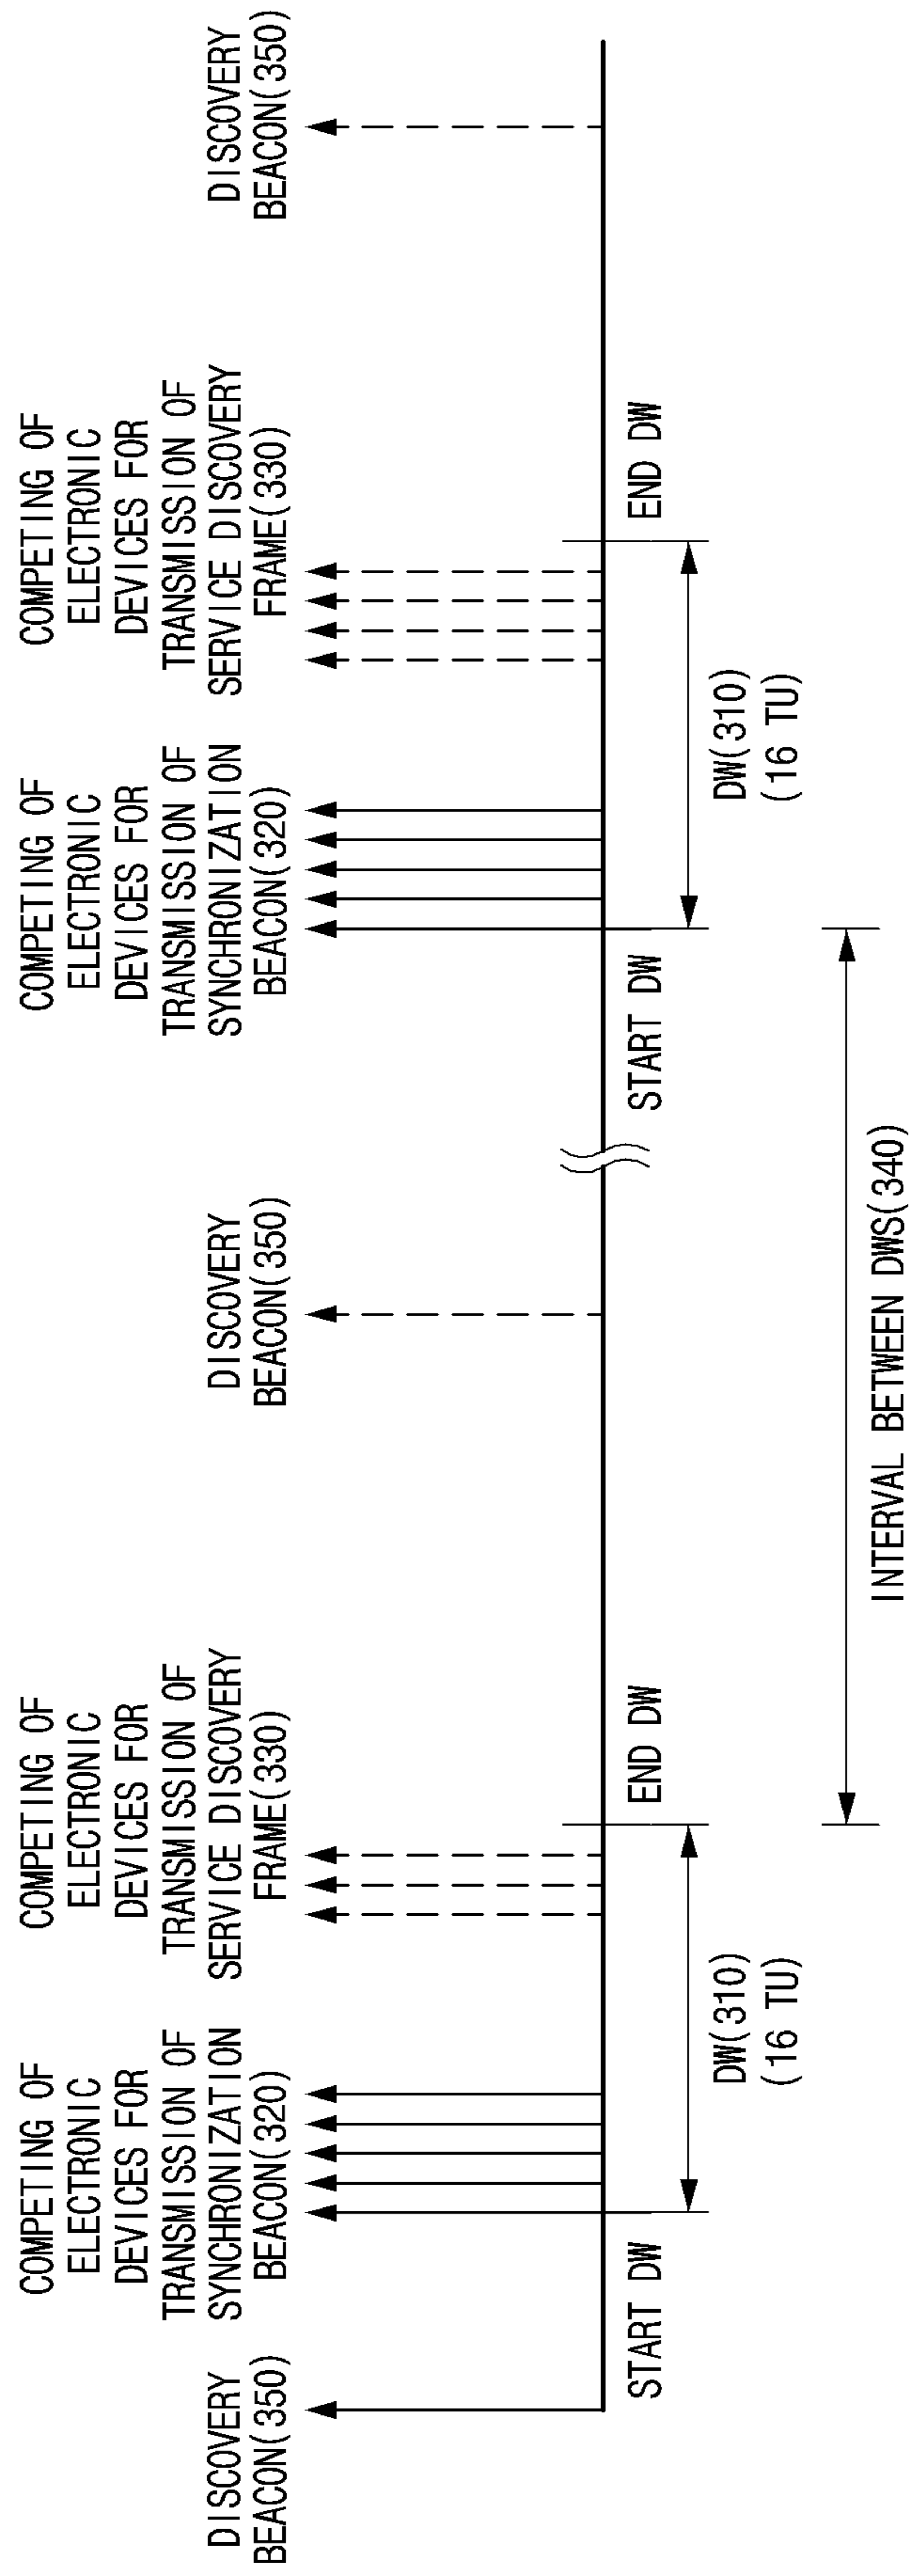 DISCOVERY
BEACON(350)
COMPETING OF
ELECTRONIC
DEVICES FOR
TRANSMISSION OF
SYNCHRONIZATION
BEACON(320)
COMPETING OF
ELECTRONIC
DEVICES FOR
TRANSMISSION OF
SERVICE DISCOVERY
FRAME(330)
DISCOVERY
BEACON(350)
COMPETING OF
ELECTRONIC
DEVICES FOR
TRANSMISSION OF
SYNCHRONIZATION
BEACON(320)
COMPETING OF
ELECTRONIC
DEVICES FOR
TRANSMISSION OF
SERVICE DISCOVERY
FRAME(330)
DISCOVERY
BEACON(350)
START DW
END DW
START DW
END DW
DW(310)
(16 TU)
DW(310)
(16 TU)
INTERVAL BETWEEN DWS(340)